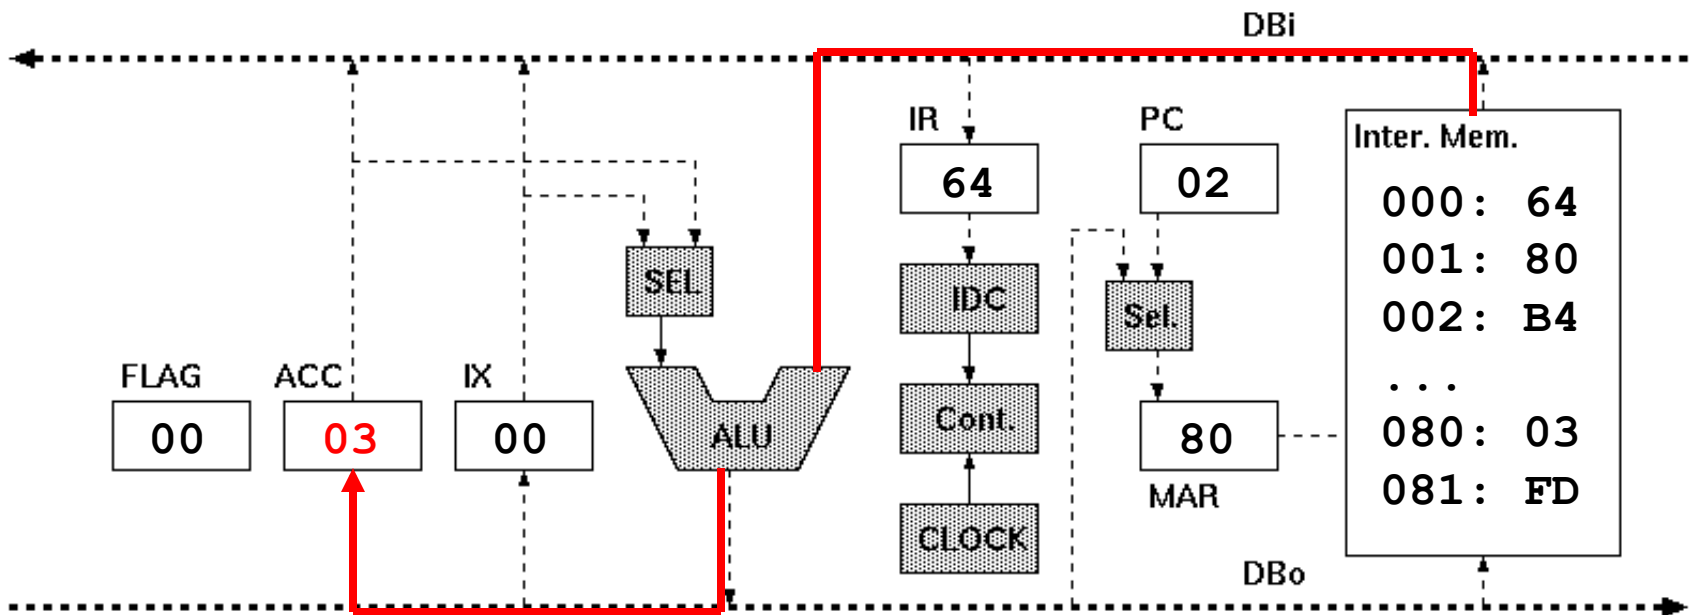 DBi
IR
PC
Inter. Mem.
64
02
000: 64
001: 80
SEL
IDC
Sel.
002: B4
...
FLAG
ACC
IX
00
03
00
ALU
Cont.
80
080: 03
MAR
081: FD
CLOCK
DBo